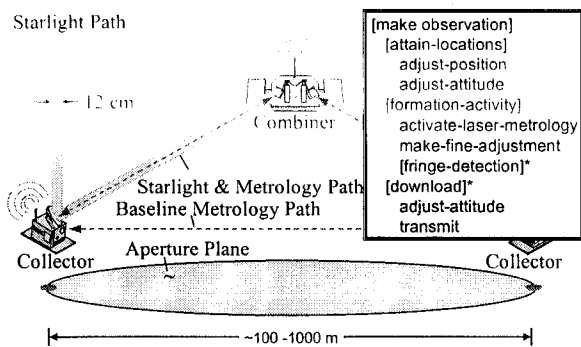 Starlight Path
12 cm
Combiner
Starlight & Metrology Path
Baseline Metrology Path
Collector
Collector
Aperture Plane
~
~100 -1000 m
[make observation]
[attain-locations]
adjust-position
adjust-attitude
{formation-activity}
activate-laser-metrology
make-fine-adjustment
[fringe-detection]*
[download]*
adjust-attitude
transmit